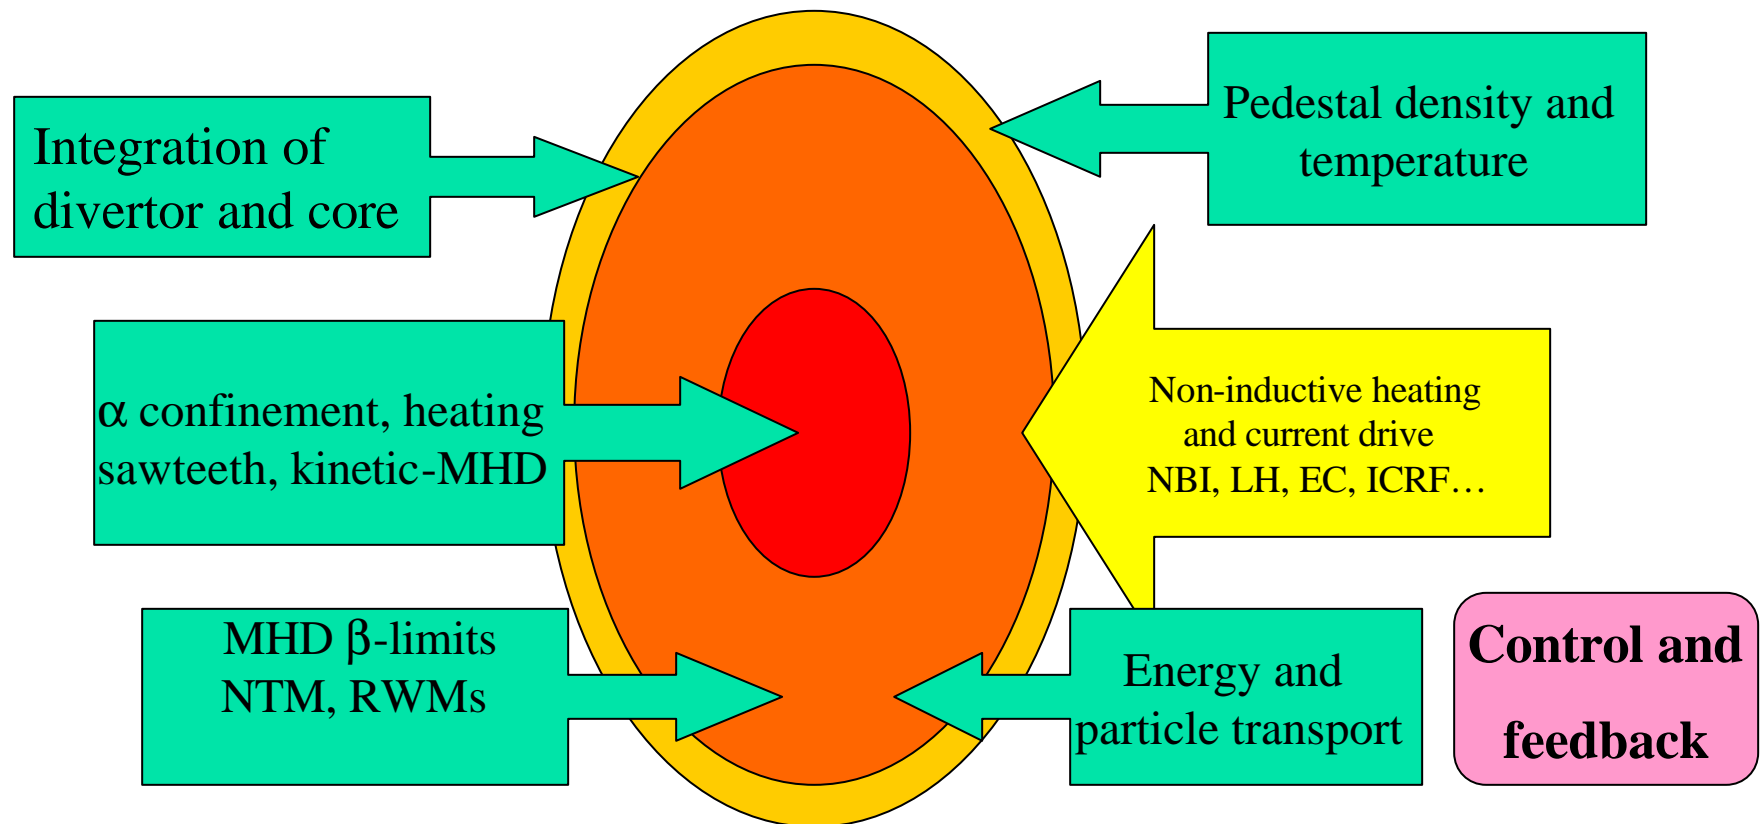 Integration of
divertor and core
Pedestal density and
temperature
α confinement, heating
sawteeth, kinetic-MHD
Non-inductive heating
and current drive
NBI, LH, EC, ICRF…
MHD β-limits
NTM, RWMs
Energy and
particle transport
Control and
feedback